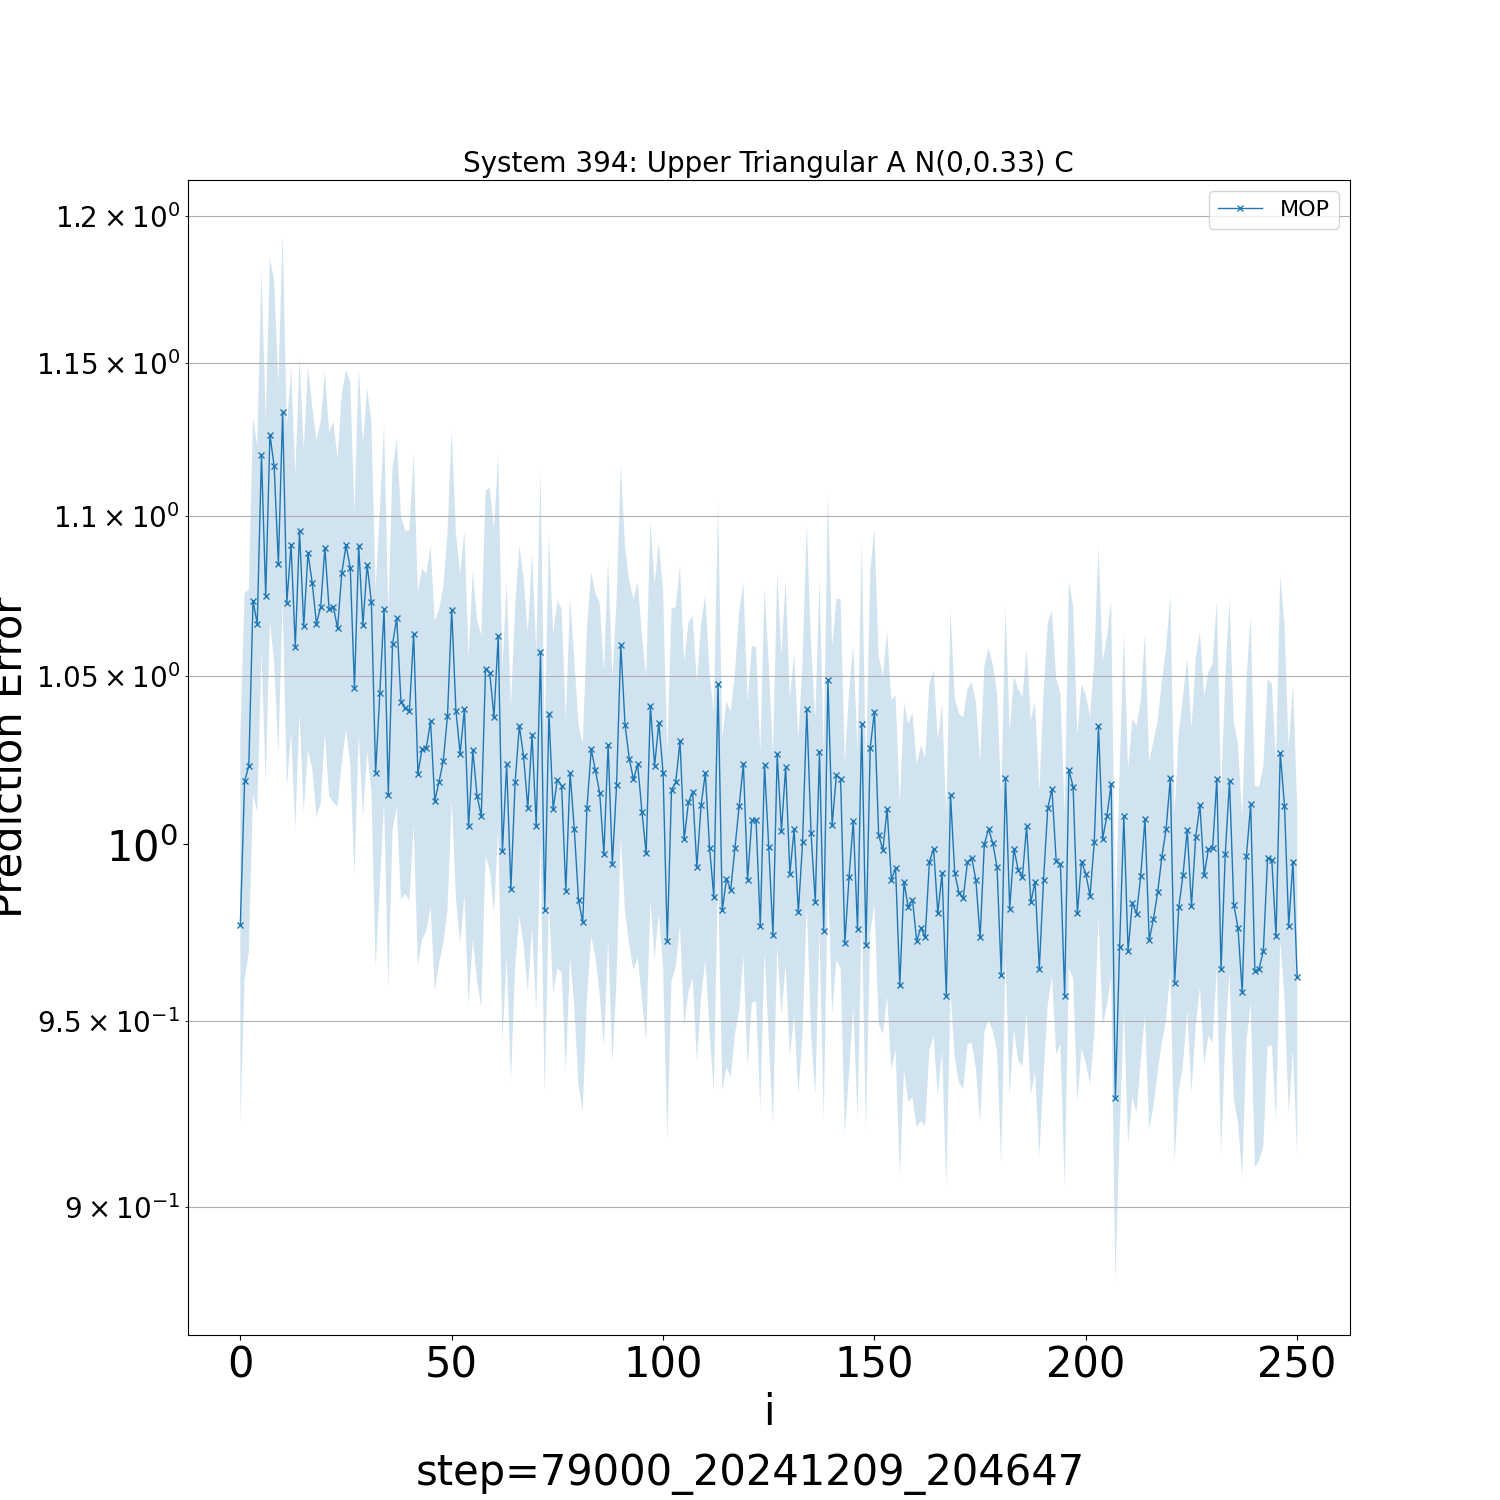 System 394: Upper Triangular A N(0,0.33) C
MOP
1.2 × 10⁰
1.15 × 10⁰
1.1 × 10⁰
1.05 × 10⁰
10⁰
9.5 × 10⁻¹
9 × 10⁻¹
Prediction Error
0 50 100 150 200 250
i
step=79000_20241209_204647